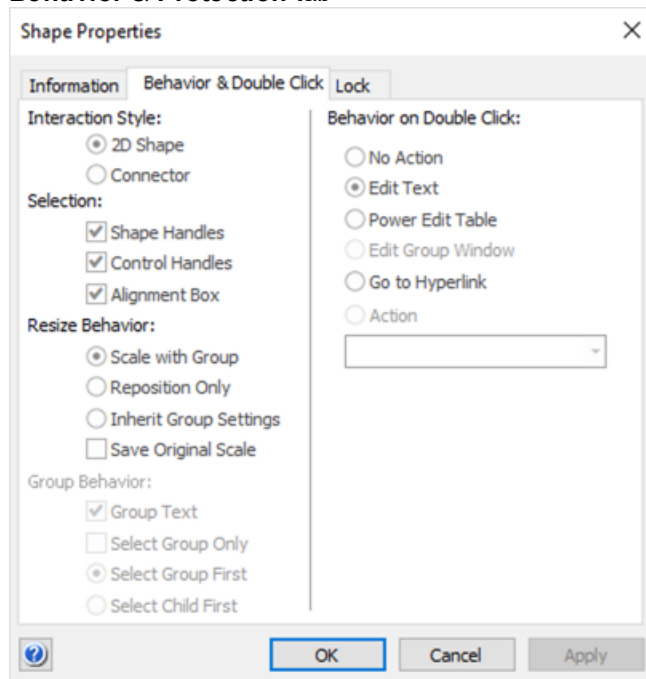 Behavior & Protection Tab
Shape Properties
Information Behavior & Double Click Lock
Interaction Style:
2D Shape
Connector
Selection:
Shape Handles
Control Handles
Alignment Box
Resize Behavior:
Scale with Group
Reposition Only
Inherit Group Settings
Save Original Scale
Group Behavior:
Group Text
Select Group Only
Select Group First
Select Child First
Behavior on Double Click:
No Action
Edit Text
Power Edit Table
Edit Group Window
Go to Hyperlink
Action
OK Cancel Apply